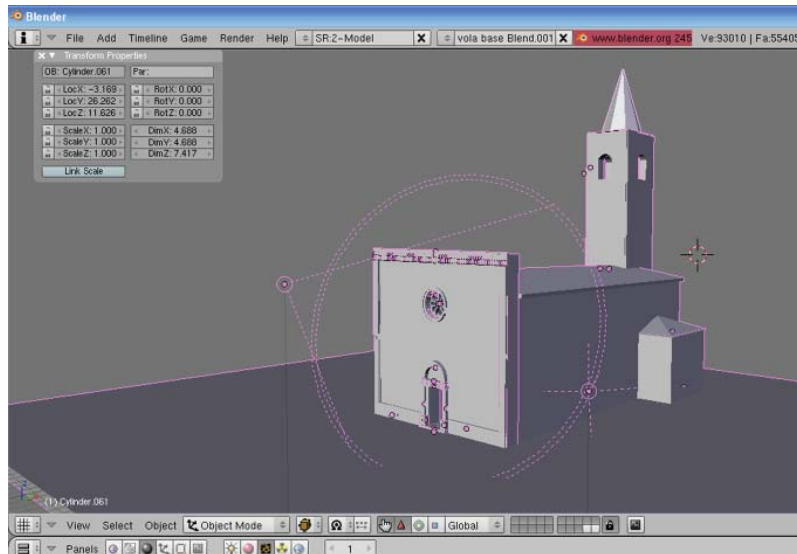 Blender
File Add Timeline Game Render Help SR:2-Model vola base Blend.001 www.blender.org 245 Ve:93010 | Fa:55405
Transform Properties
OB: Cylinder.061 Par:
LocX: -3.169 RotX: 0.000
LocY: 26.262 RotY: 0.000
LocZ: 11.626 RotZ: 0.000
ScaleX: 1.000 DimX: 4.688
ScaleY: 1.000 DimY: 4.688
ScaleZ: 1.000 DimZ: 7.417
Link Scale
(1) Cylinder.061
View Select Object Object Mode Global
Panels 1